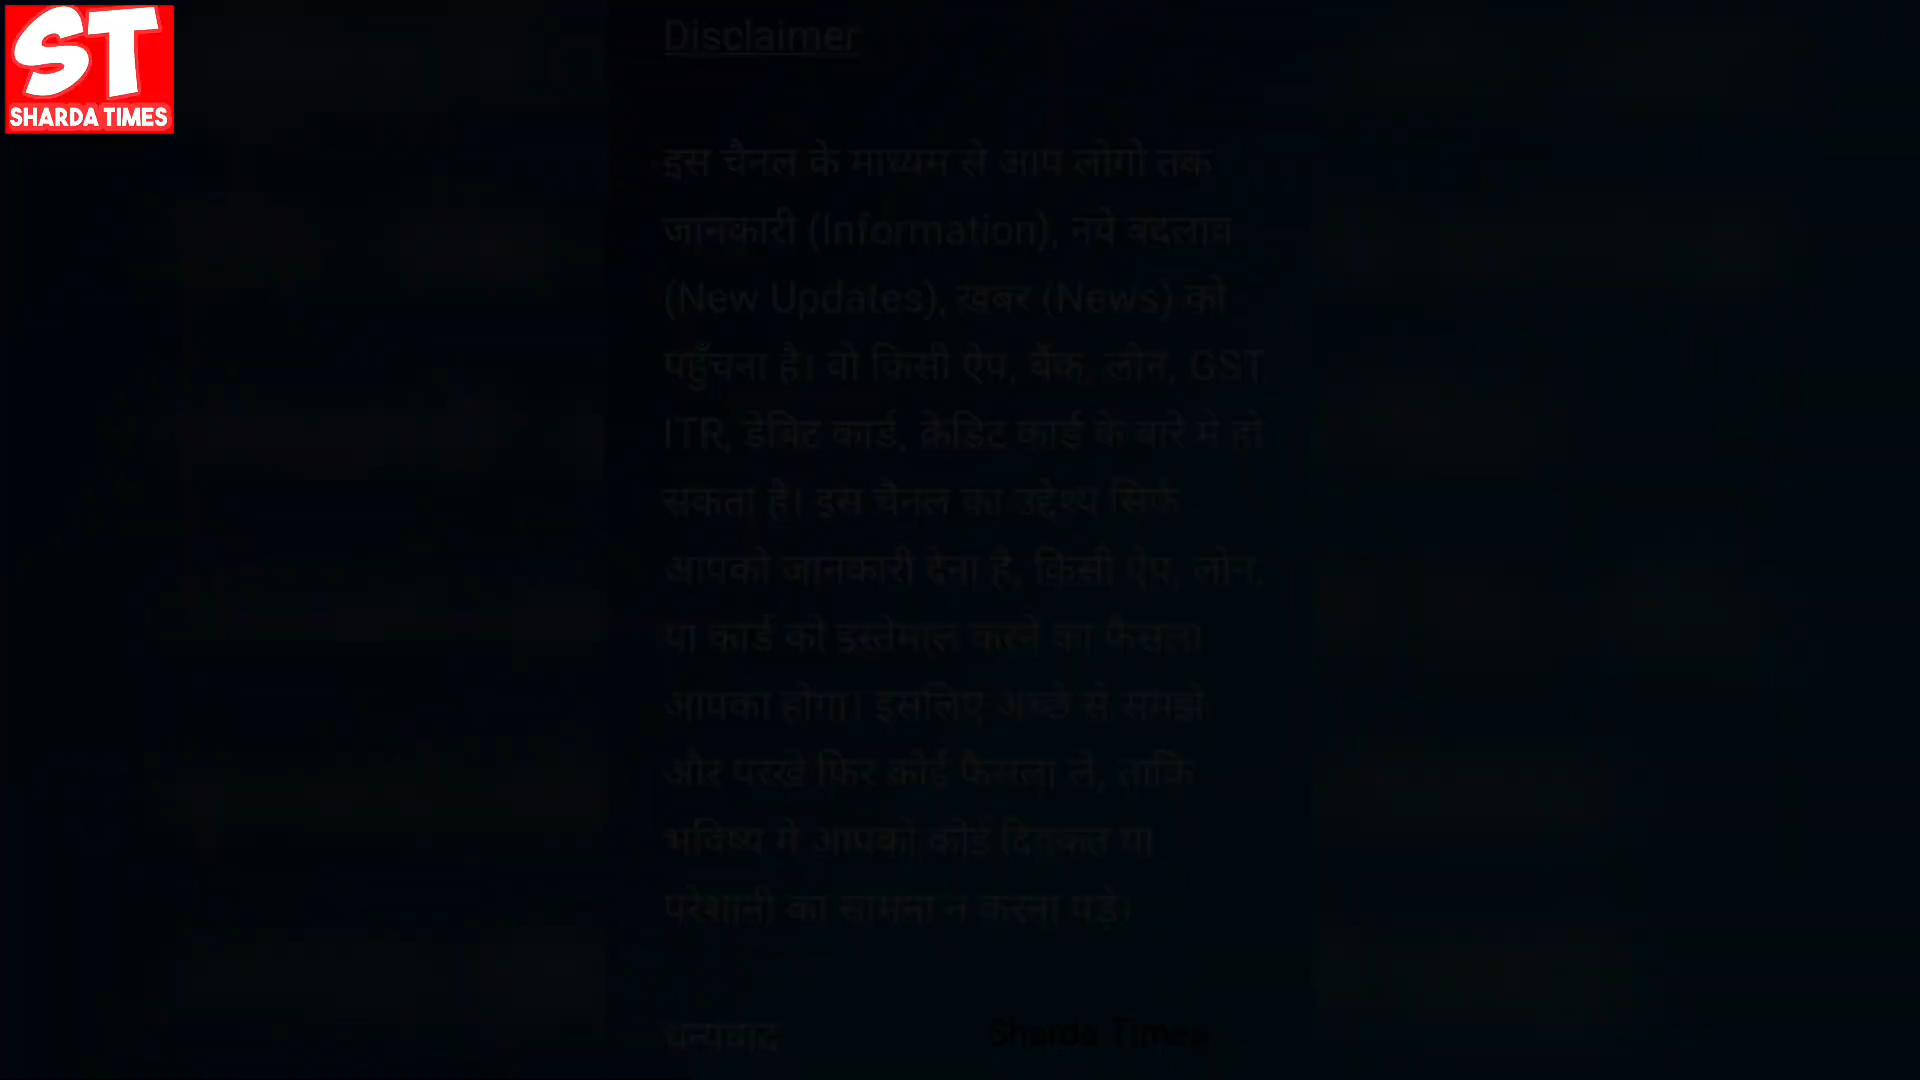 ST
SHARDA TIMES
Disclaimer
इस चैनल के माध्यम से आप लोगो तक
जानकारी (Information), नये बदलाव
(New Updates), खबर (News) को
पहुँचना है। वो किसी ऐप, बैंक, लोन, GST
ITR, डेबिट कार्ड, क्रेडिट कार्ड के बारे मे हो
सकता है। इस चैनल का उद्देश्य सिर्फ
आपको जानकारी देना है, किसी ऐप, लोन,
या कार्ड को इस्तेमाल करने का फैसला
आपका होगा। इसलिए अच्छे से समझे
और परखे फिर कोई फैसला ले, ताकि
भविष्य मे आपको कोई दिक्कत या
परेशानी का सामना न करना पड़े।
धन्यवाद Sharda Times